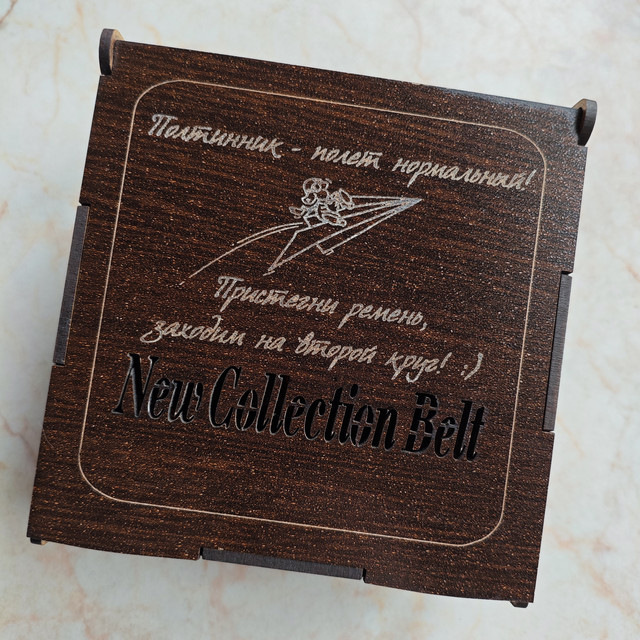 Полтинник - полет нормальный!
Пристегни ремень,
заходим на второй круг! :)
New Collection Belt